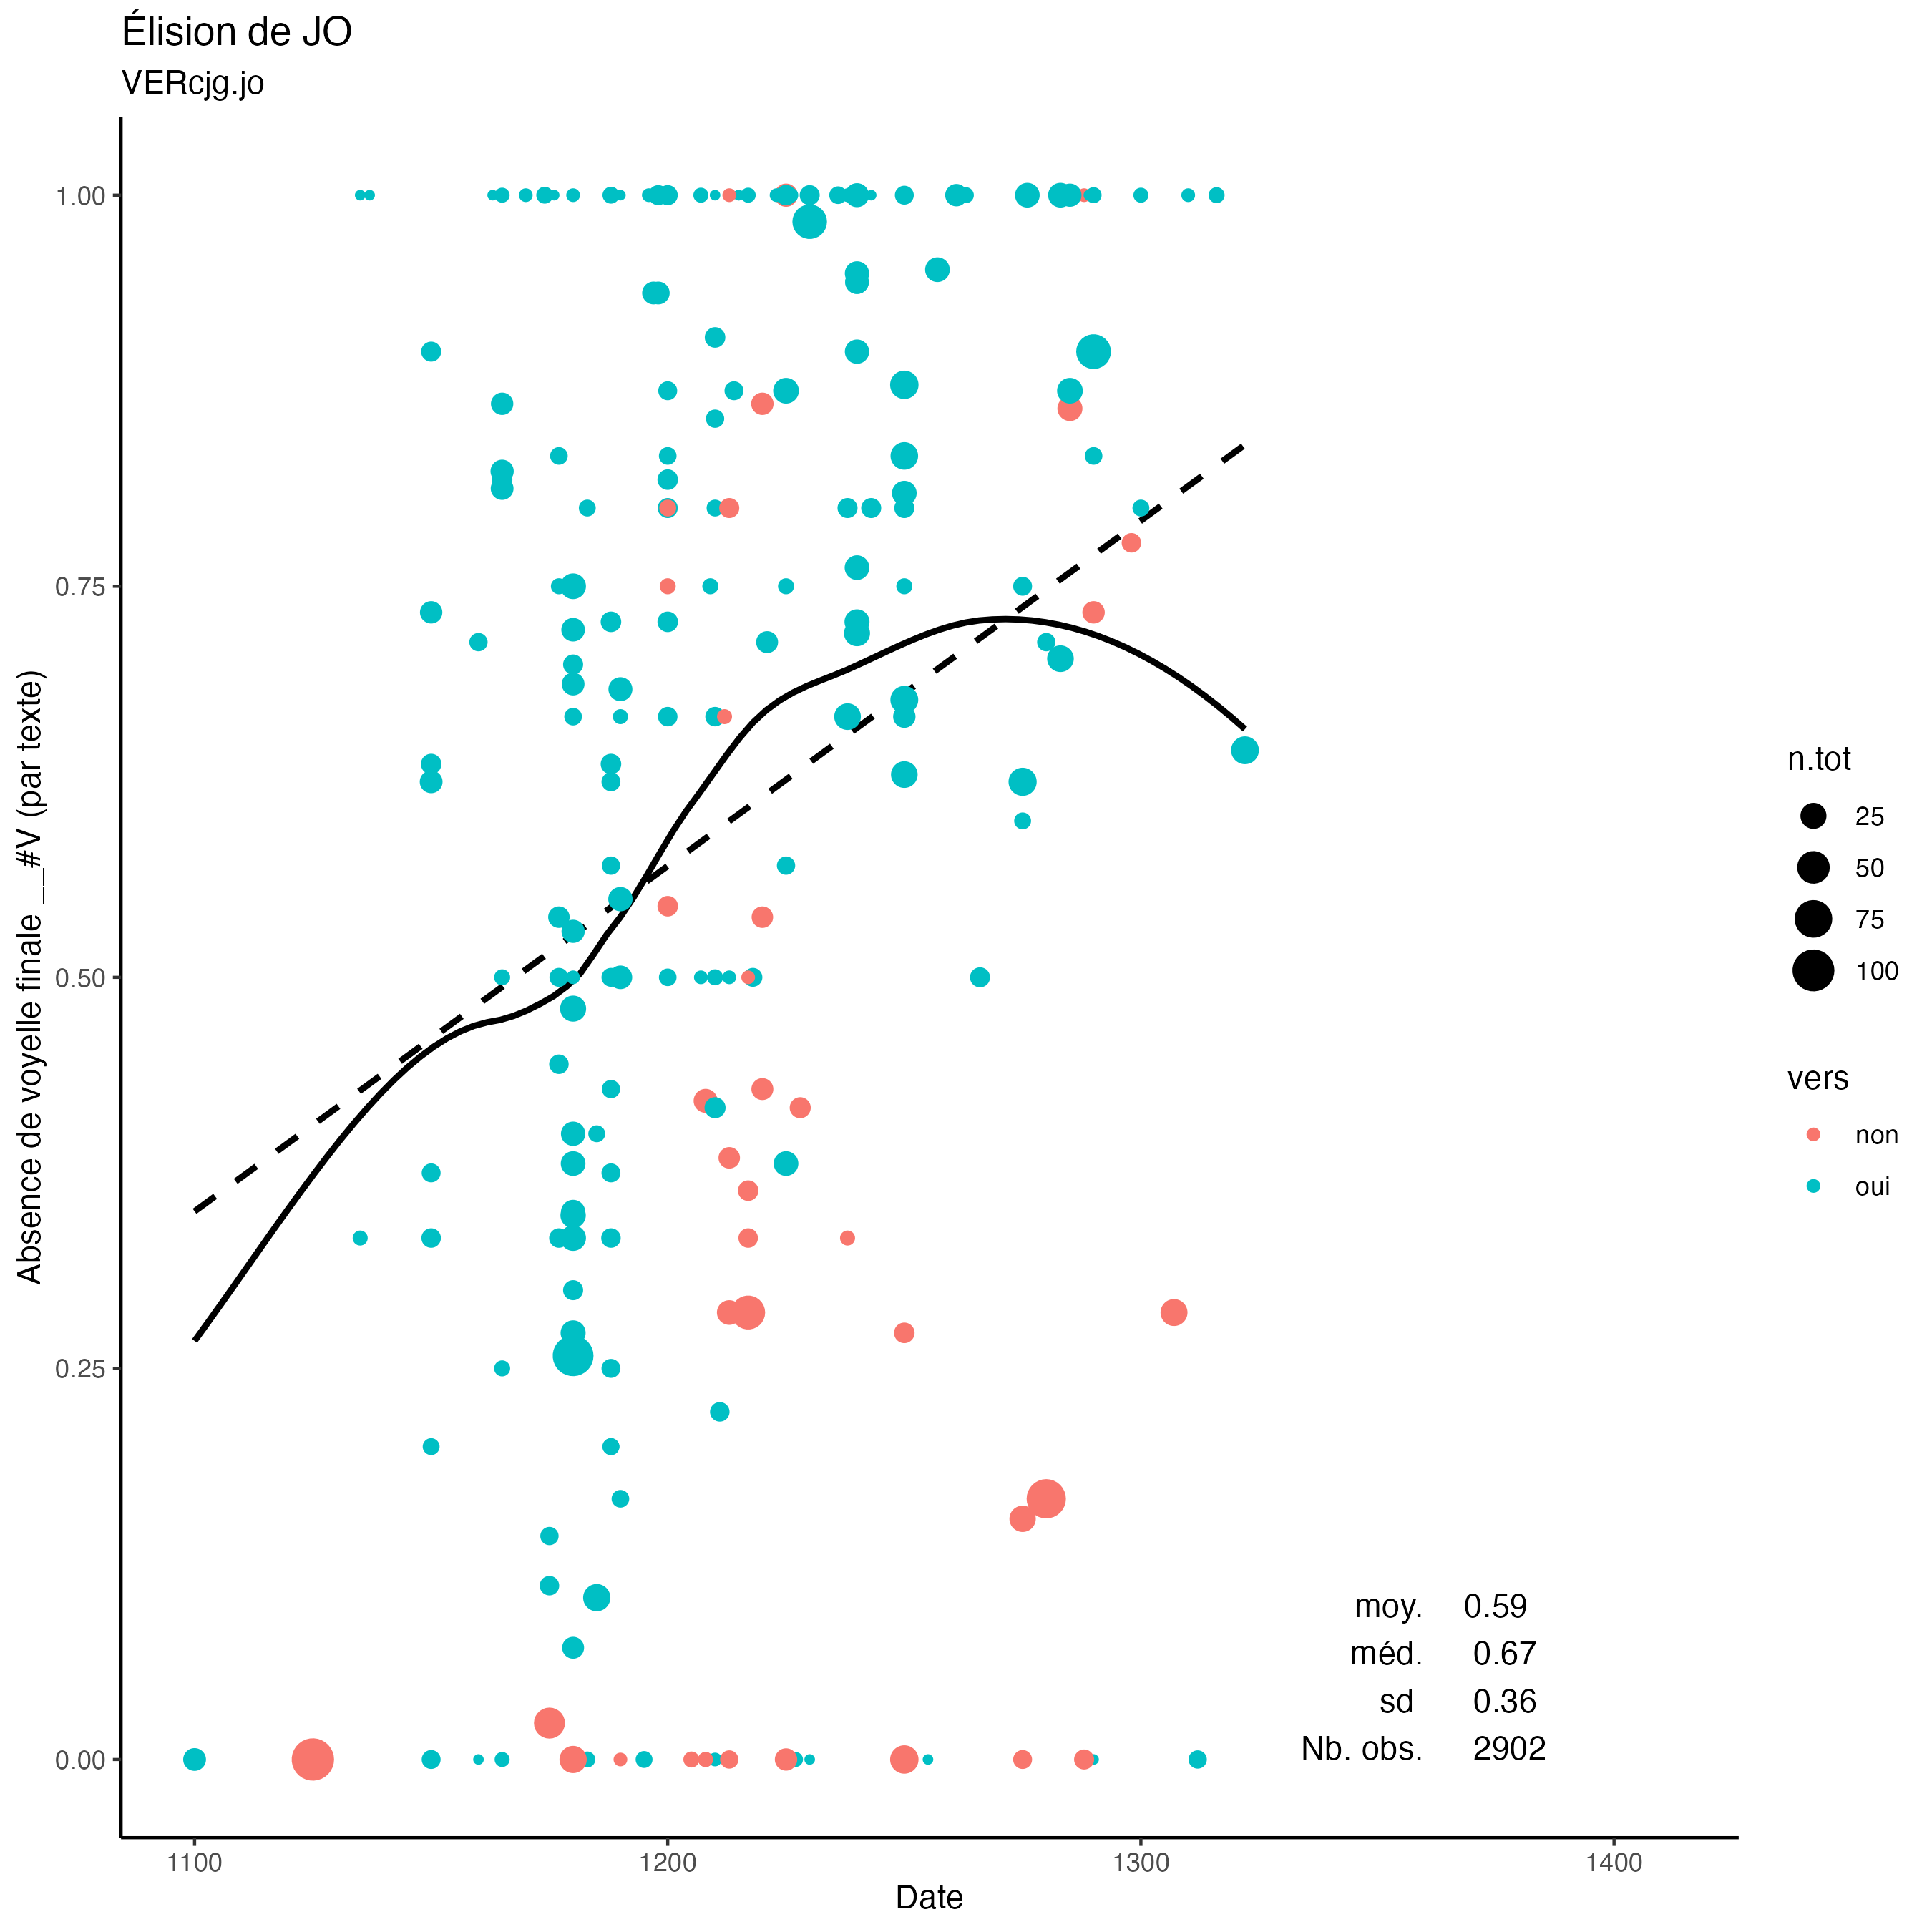 Élision de JO
VERcjg.jo
Absence de voyelle finale __#V (par texte)
1.00
0.75
0.50
0.25
0.00
1100
1200
1300
1400
Date
moy. 0.59
méd. 0.67
sd 0.36
Nb. obs. 2902
n.tot
25
50
75
100
vers
non
oui